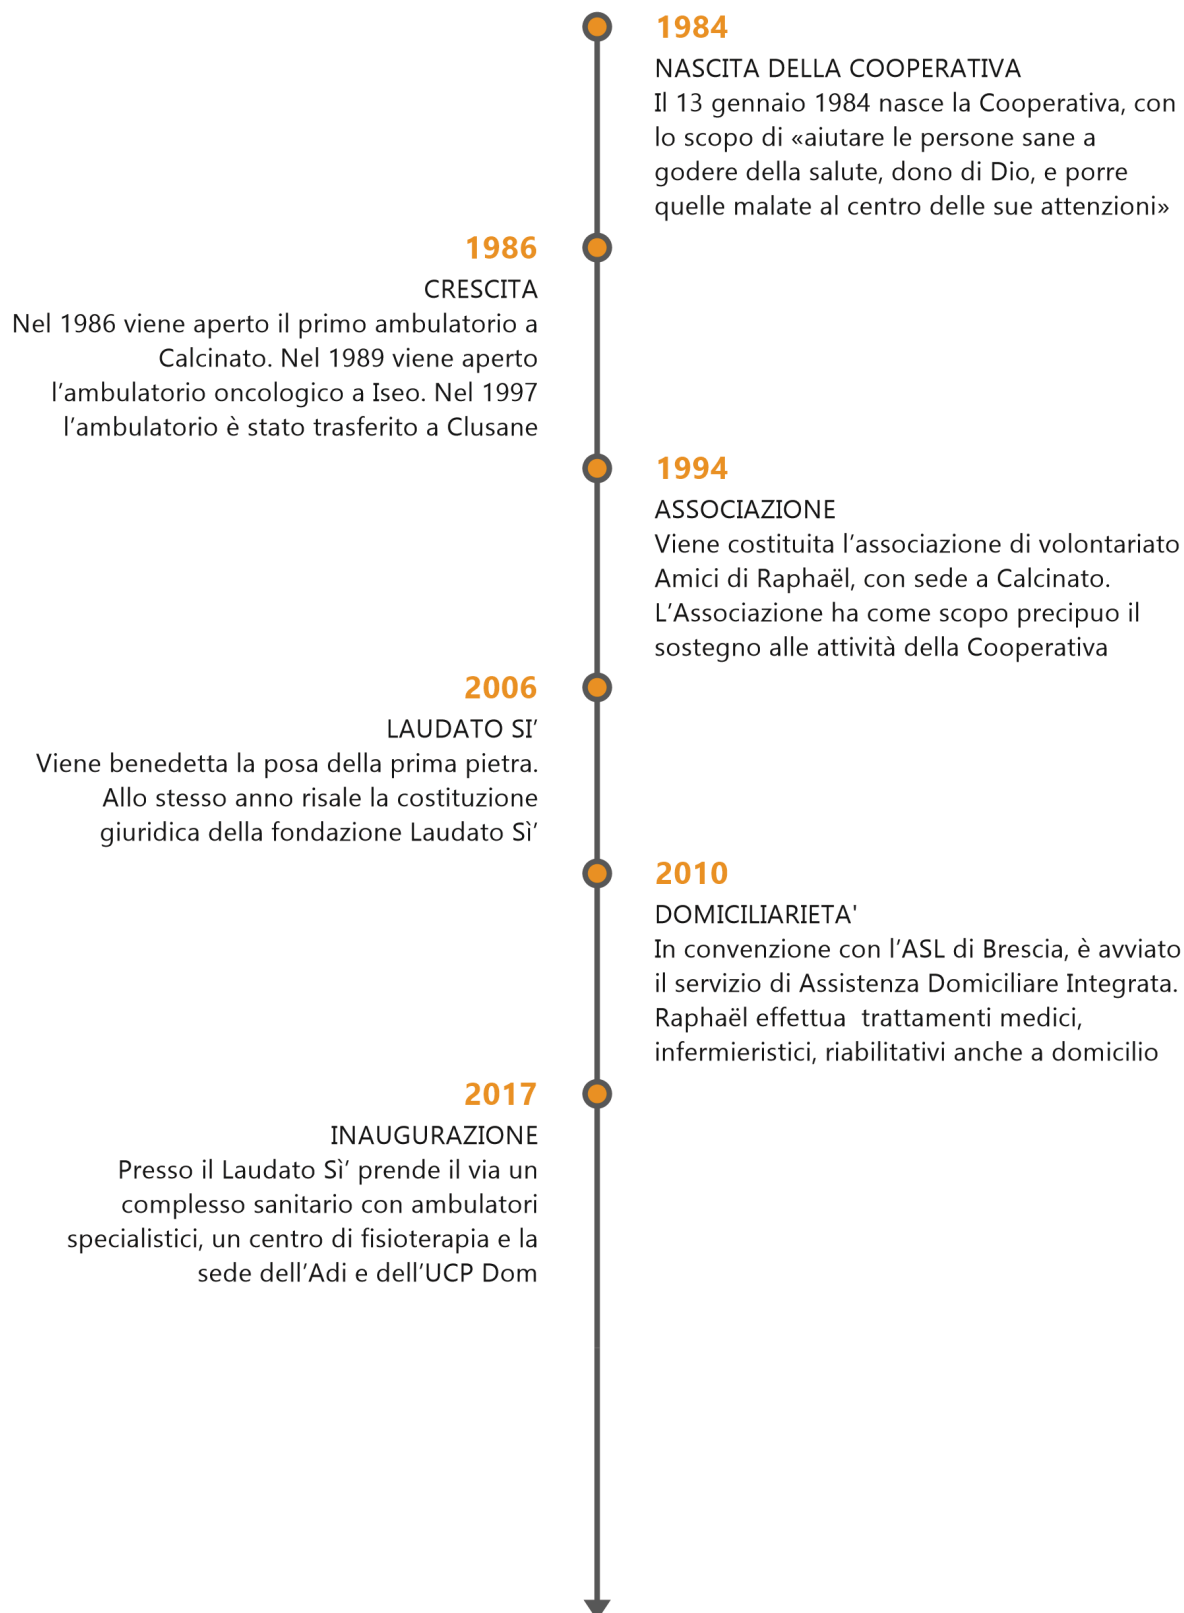 1984
NASCITA DELLA COOPERATIVA
Il 13 gennaio 1984 nasce la Cooperativa, con
lo scopo di «aiutare le persone sane a
godere della salute, dono di Dio, e porre
quelle malate al centro delle sue attenzioni»
1986
CRESCITA
Nel 1986 viene aperto il primo ambulatorio a
Calcinato. Nel 1989 viene aperto
l’ambulatorio oncologico a Iseo. Nel 1997
l’ambulatorio è stato trasferito a Clusane
1994
ASSOCIAZIONE
Viene costituita l’associazione di volontariato
Amici di Raphaël, con sede a Calcinato.
L’Associazione ha come scopo precipuo il
sostegno alle attività della Cooperativa
2006
LAUDATO SI’
Viene benedetta la posa della prima pietra.
Allo stesso anno risale la costituzione
giuridica della fondazione Laudato Sì’
2010
DOMICILIARIETA'
In convenzione con l’ASL di Brescia, è avviato
il servizio di Assistenza Domiciliare Integrata.
Raphaël effettua  trattamenti medici,
infermieristici, riabilitativi anche a domicilio
2017
INAUGURAZIONE
Presso il Laudato Sì’ prende il via un
complesso sanitario con ambulatori
specialistici, un centro di fisioterapia e la
sede dell’Adi e dell’UCP Dom